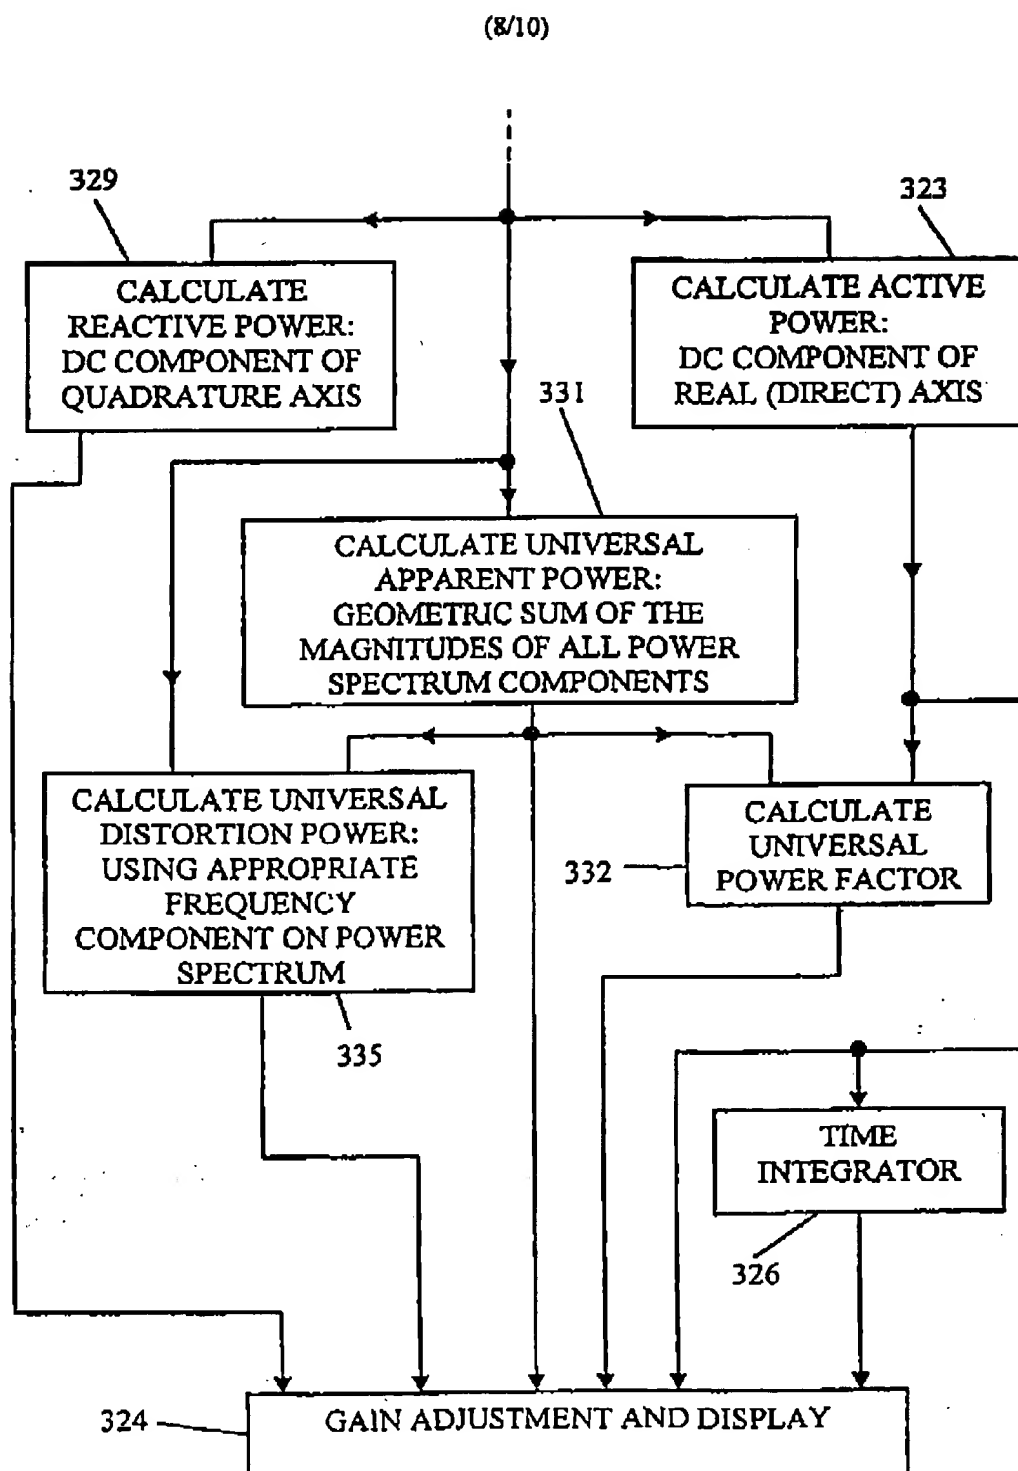 (8/10)
329
323
CALCULATE
REACTIVE POWER:
DC COMPONENT OF
QUADRATURE AXIS
CALCULATE ACTIVE
POWER:
DC COMPONENT OF
REAL (DIRECT) AXIS
331
CALCULATE UNIVERSAL
APPARENT POWER:
GEOMETRIC SUM OF THE
MAGNITUDES OF ALL POWER
SPECTRUM COMPONENTS
CALCULATE UNIVERSAL
DISTORTION POWER:
USING APPROPRIATE
FREQUENCY
COMPONENT ON POWER
SPECTRUM
335
332
CALCULATE
UNIVERSAL
POWER FACTOR
TIME
INTEGRATOR
326
324
GAIN ADJUSTMENT AND DISPLAY